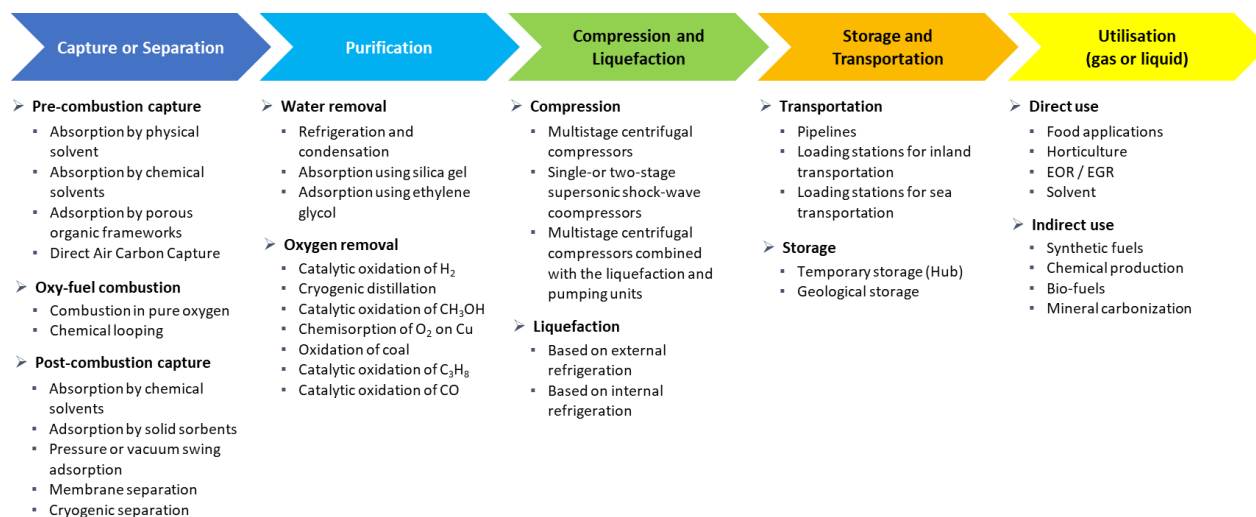 Capture or Separation
Purification
Compression and
Liquefaction
Storage and
Transportation
Utilisation
(gas or liquid)
➢ Pre-combustion capture
▪ Absorption by physical
solvent
▪ Absorption by chemical
solvents
▪ Adsorption by porous
organic frameworks
▪ Direct Air Carbon Capture
➢ Oxy-fuel combustion
▪ Combustion in pure oxygen
▪ Chemical looping
➢ Post-combustion capture
▪ Absorption by chemical
solvents
▪ Adsorption by solid sorbents
▪ Pressure or vacuum swing
adsorption
▪ Membrane separation
▪ Cryogenic separation
➢ Water removal
▪ Refrigeration and
condensation
▪ Absorption using silica gel
▪ Adsorption using ethylene
glycol
➢ Oxygen removal
▪ Catalytic oxidation of H₂
▪ Cryogenic distillation
▪ Catalytic oxidation of CH₃OH
▪ Chemisorption of O₂ on Cu
▪ Oxidation of coal
▪ Catalytic oxidation of C₃H₈
▪ Catalytic oxidation of CO
➢ Compression
▪ Multistage centrifugal
compressors
▪ Single-or two-stage
supersonic shock-wave
coompressors
▪ Multistage centrifugal
compressors combined
with the liquefaction and
pumping units
➢ Liquefaction
▪ Based on external
refrigeration
▪ Based on internal
refrigeration
➢ Transportation
▪ Pipelines
▪ Loading stations for inland
transportation
▪ Loading stations for sea
transportation
➢ Storage
▪ Temporary storage (Hub)
▪ Geological storage
➢ Direct use
▪ Food applications
▪ Horticulture
▪ EOR / EGR
▪ Solvent
➢ Indirect use
▪ Synthetic fuels
▪ Chemical production
▪ Bio-fuels
▪ Mineral carbonization